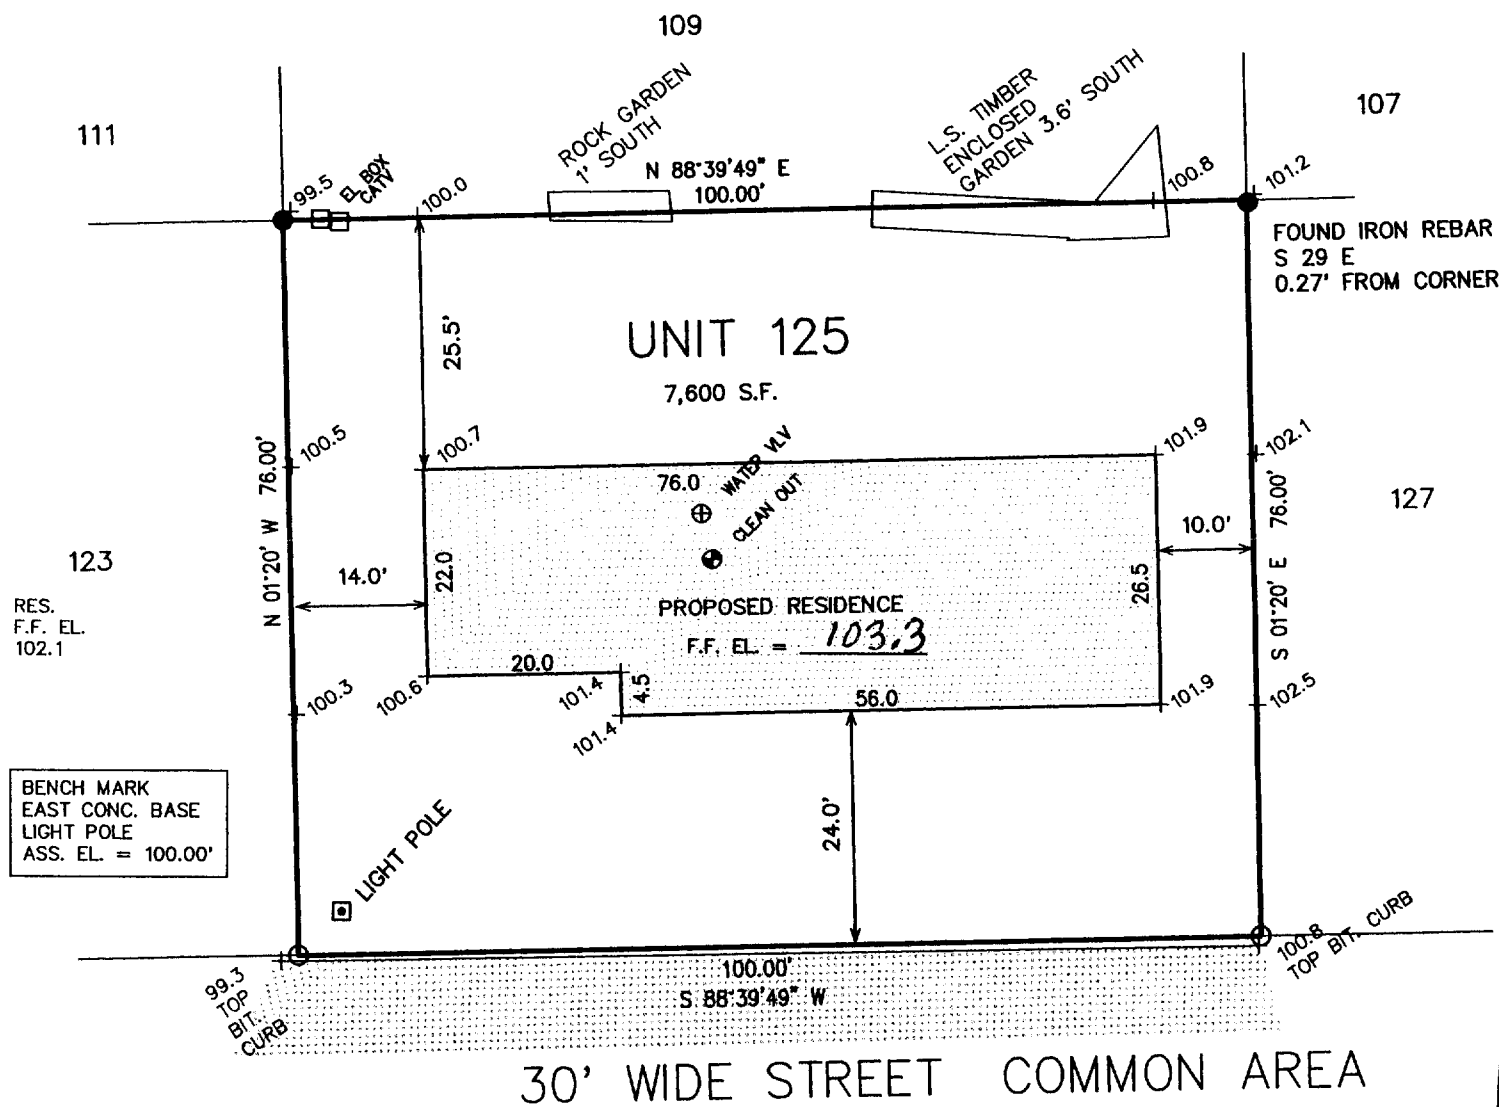 109
111
107
ROCK GARDEN
1' SOUTH
L.S. TIMBER
ENCLOSED
GARDEN 3.6' SOUTH
N 88°39'49" E
100.00'
99.5
EL BOX
CATV
100.0
100.8
101.2
FOUND IRON REBAR
S 29 E
0.27' FROM CORNER
25.5'
UNIT 125
7,600 S.F.
N 01°20' W 76.00'
100.5
100.7
101.9
102.1
76.0
WATER VLV
CLEAN OUT
S 01°20' E 76.00'
10.0'
127
123
14.0'
22.0
26.5
RES.
F.F. EL.
102.1
PROPOSED RESIDENCE
F.F. EL. = 103.3
20.0
4.5
56.0
100.3
100.6
101.4
101.4
101.9
102.5
BENCH MARK
EAST CONC. BASE
LIGHT POLE
ASS. EL. = 100.00'
24.0'
LIGHT POLE
99.3
TOP
BIT.
CURB
100.00'
S 88°39'49" W
100.8
TOP BIT. CURB
30' WIDE STREET COMMON AREA